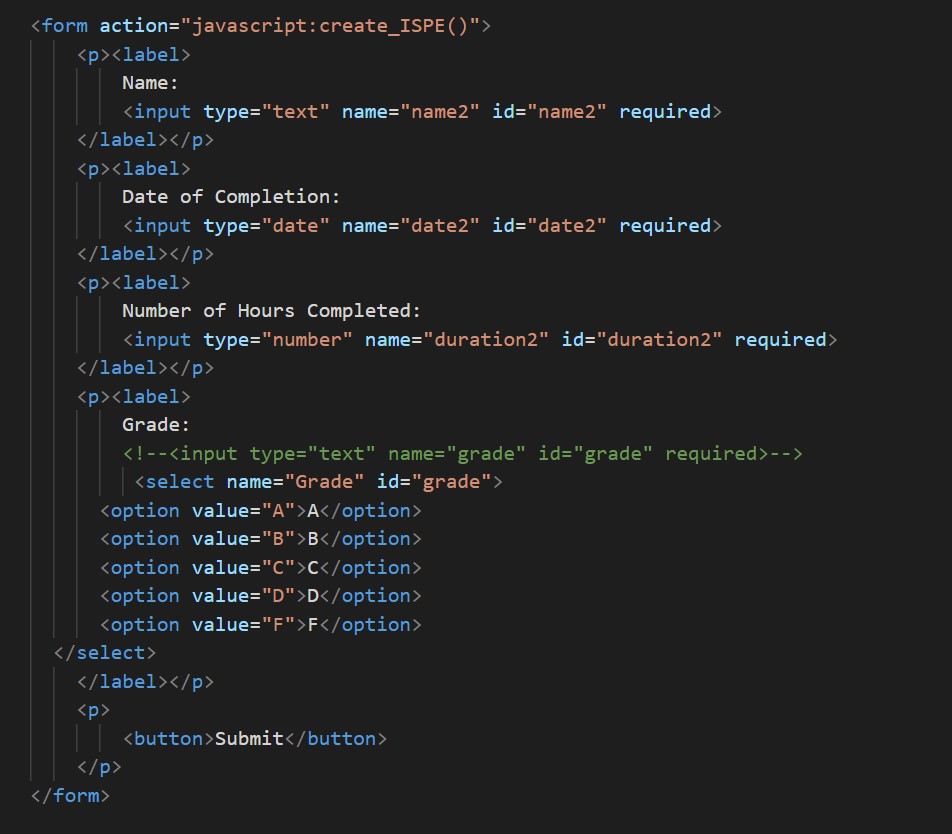 <form action="javascript:create_ISPE()">
<p><label>
Name:
<input type="text" name="name2" id="name2" required>
</label></p>
<p><label>
Date of Completion:
<input type="date" name="date2" id="date2" required>
</label></p>
<p><label>
Number of Hours Completed:
<input type="number" name="duration2" id="duration2" required>
</label></p>
<p><label>
Grade:
<!--<input type="text" name="grade" id="grade" required>-->
<select name="Grade" id="grade">
<option value="A">A</option>
<option value="B">B</option>
<option value="C">C</option>
<option value="D">D</option>
<option value="F">F</option>
</select>
</label></p>
<p>
<button>Submit</button>
</p>
</form>